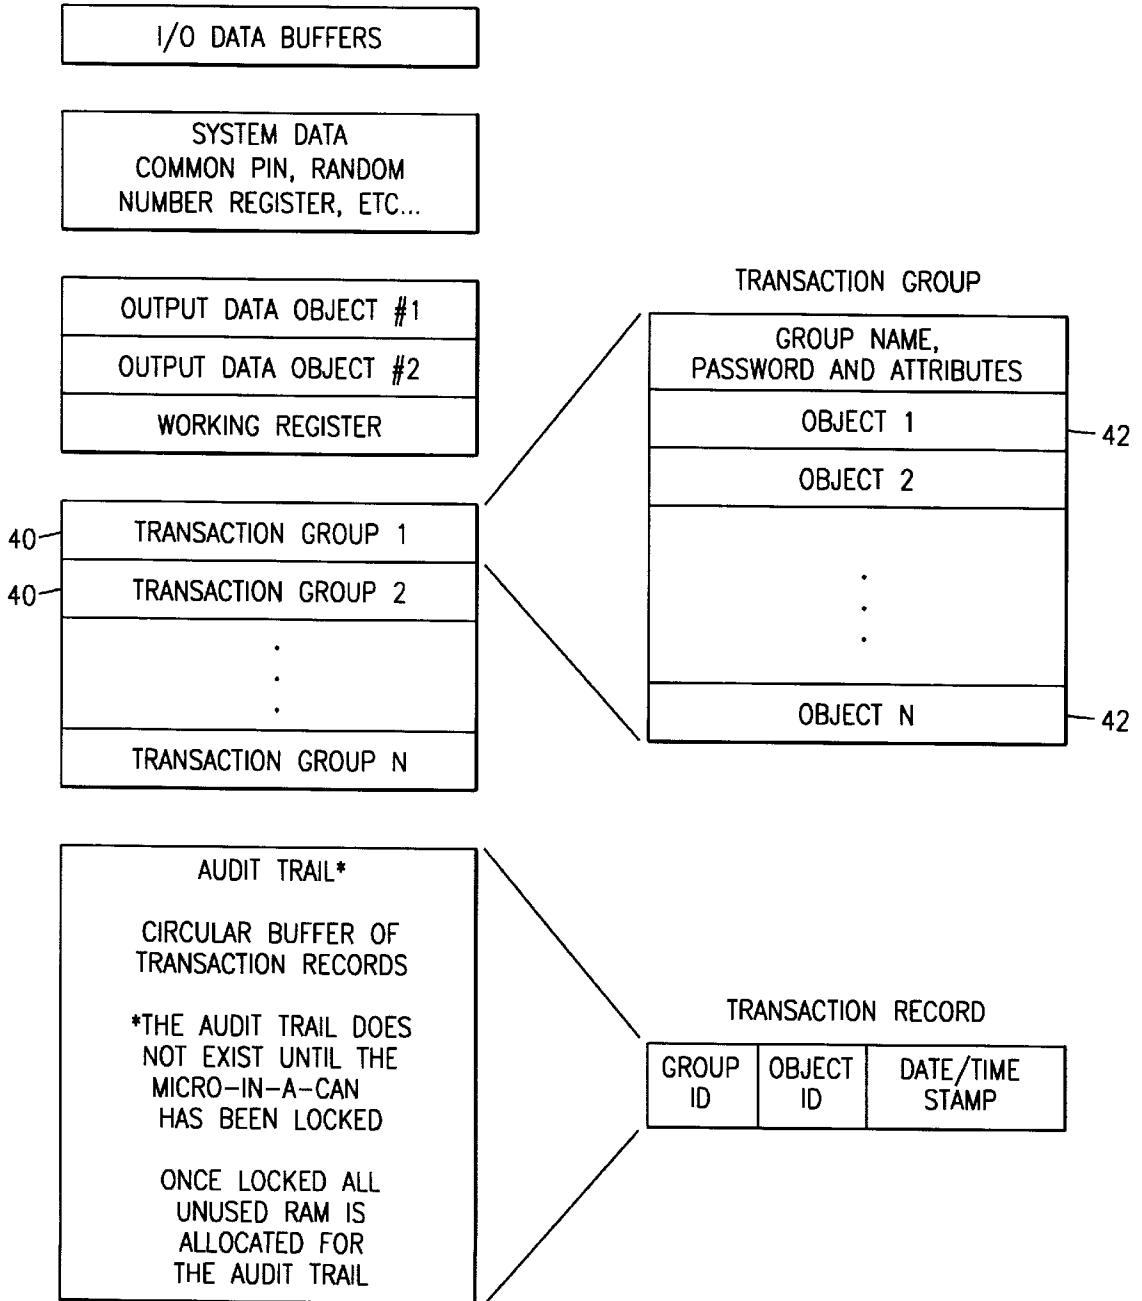 I/O DATA BUFFERS
SYSTEM DATA
COMMON PIN, RANDOM
NUMBER REGISTER, ETC...
OUTPUT DATA OBJECT #1
OUTPUT DATA OBJECT #2
WORKING REGISTER
40
TRANSACTION GROUP 1
40
TRANSACTION GROUP 2
TRANSACTION GROUP N
TRANSACTION GROUP
GROUP NAME,
PASSWORD AND ATTRIBUTES
OBJECT 1
42
OBJECT 2
OBJECT N
42
AUDIT TRAIL*
CIRCULAR BUFFER OF
TRANSACTION RECORDS
*THE AUDIT TRAIL DOES
NOT EXIST UNTIL THE
MICRO-IN-A-CAN
HAS BEEN LOCKED
ONCE LOCKED ALL
UNUSED RAM IS
ALLOCATED FOR
THE AUDIT TRAIL
TRANSACTION RECORD
GROUP
ID
OBJECT
ID
DATE/TIME
STAMP